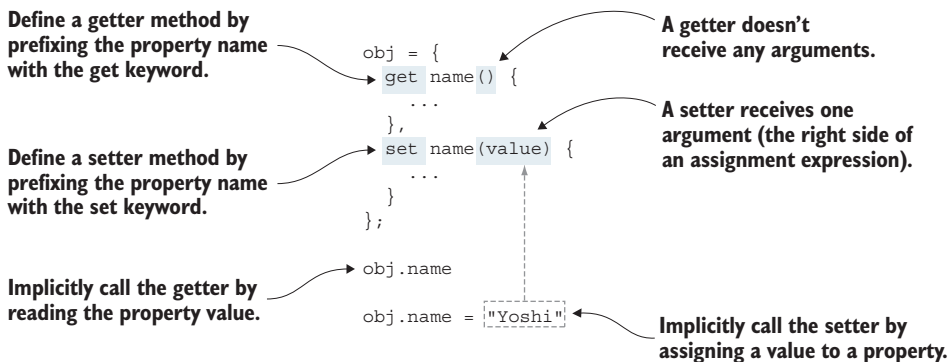 Define a getter method by
prefixing the property name
with the get keyword.
A getter doesn't
receive any arguments.
obj = {
get name() {
...
},
set name(value) {
...
}
};
A setter receives one
argument (the right side of
an assignment expression).
Define a setter method by
prefixing the property name
with the set keyword.
obj.name
Implicitly call the getter by
reading the property value.
obj.name = "Yoshi"
Implicitly call the setter by
assigning a value to a property.